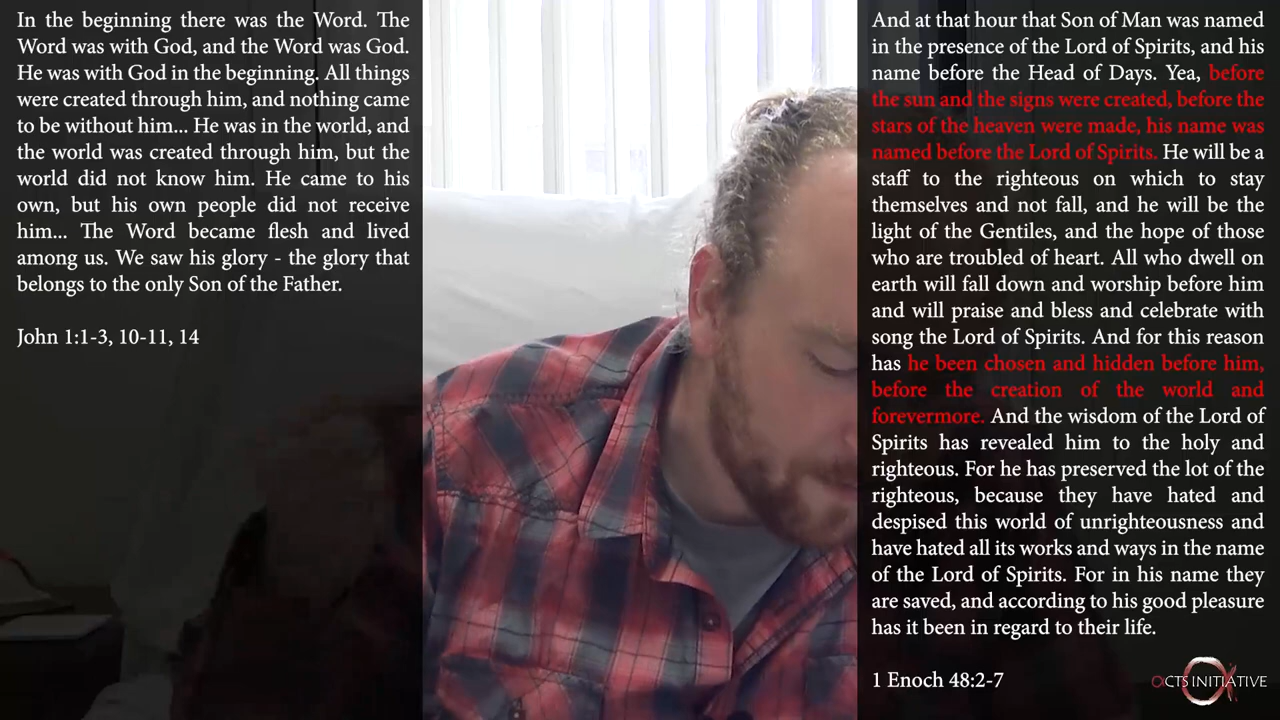 In the beginning there was the Word. The
Word was with God, and the Word was God.
He was with God in the beginning. All things
were created through him, and nothing came
to be without him... He was in the world, and
the world was created through him, but the
world did not know him. He came to his
own, but his own people did not receive
him... The Word became flesh and lived
among us. We saw his glory - the glory that
belongs to the only Son of the Father.
John 1:1-3, 10-11, 14
And at that hour that Son of Man was named
in the presence of the Lord of Spirits, and his
name before the Head of Days. Yea, before
the sun and the signs were created, before the
stars of the heaven were made, his name was
named before the Lord of Spirits. He will be a
staff to the righteous on which to stay
themselves and not fall, and he will be the
light of the Gentiles, and the hope of those
who are troubled of heart. All who dwell on
earth will fall down and worship before him
and will praise and bless and celebrate with
song the Lord of Spirits. And for this reason
has he been chosen and hidden before him,
before the creation of the world and
forevermore. And the wisdom of the Lord of
Spirits has revealed him to the holy and
righteous. For he has preserved the lot of the
righteous, because they have hated and
despised this world of unrighteousness and
have hated all its works and ways in the name
of the Lord of Spirits. For in his name they
are saved, and according to his good pleasure
has it been in regard to their life.
1 Enoch 48:2-7
ACTS INITIATIVE